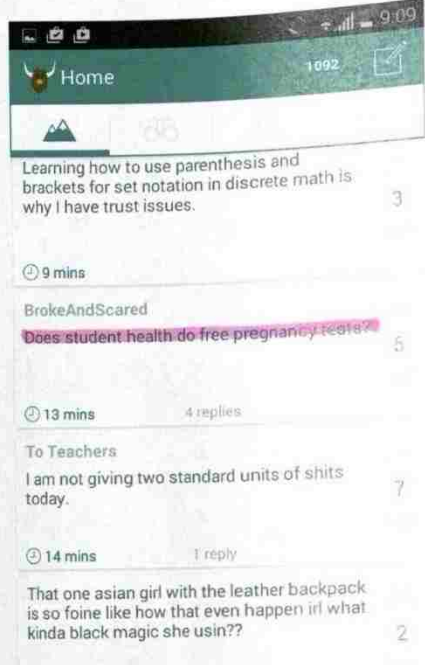 9:09
Home
1092
Learning how to use parenthesis and
brackets for set notation in discrete math is
why I have trust issues.
3
9 mins
BrokeAndScared
Does student health do free pregnancy tests?
5
13 mins
4 replies
To Teachers
I am not giving two standard units of shits
today.
7
14 mins
1 reply
That one asian girl with the leather backpack
is so foine like how that even happen irl what
kinda black magic she usin??
2